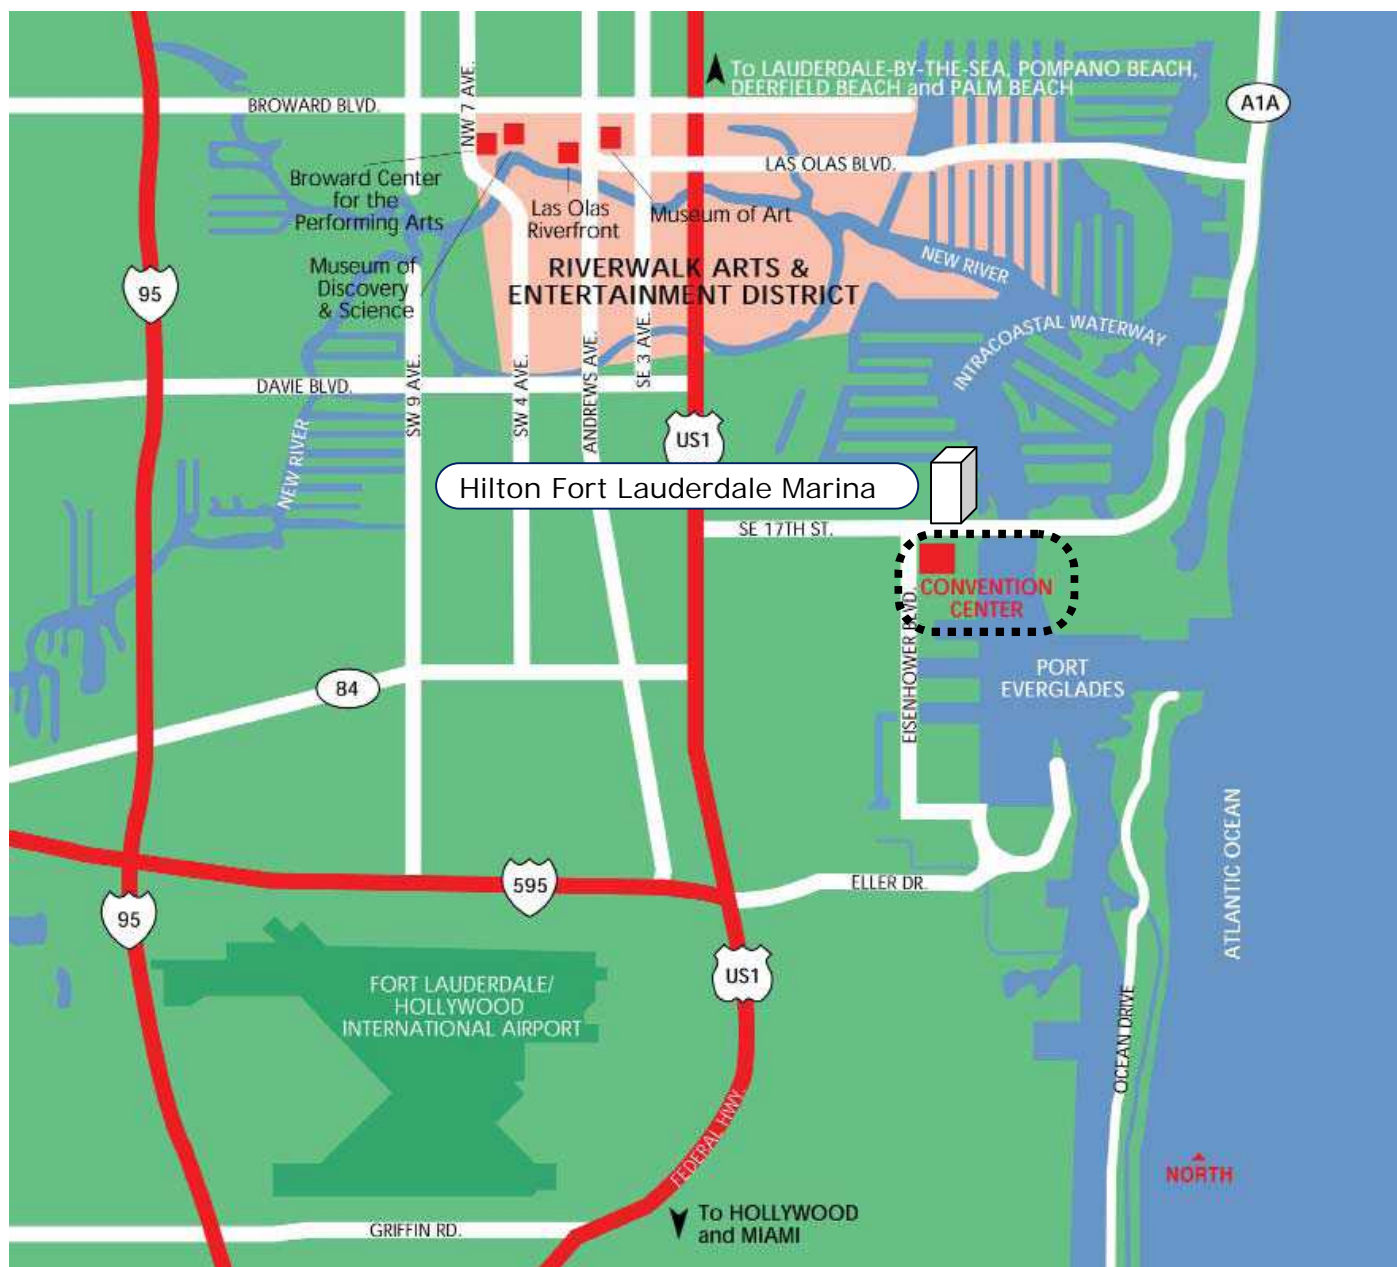 To LAUDERDALE-BY-THE-SEA, POMPANO BEACH,
DEERFIELD BEACH and PALM BEACH
A1A
BROWARD BLVD.
NW 7 AVE.
LAS OLAS BLVD.
Broward Center
for the
Performing Arts
Las Olas
Riverfront
Museum of Art
Museum of
Discovery
& Science
RIVERWALK ARTS &
ENTERTAINMENT DISTRICT
NEW RIVER
95
INTRACOASTAL WATERWAY
DAVIE BLVD.
SW 9 AVE.
SW 4 AVE.
ANDREWS AVE.
SE 3 AVE.
US1
NEW RIVER
Hilton Fort Lauderdale Marina
SE 17TH ST.
CONVENTION
CENTER
EISENHOWER BLVD.
PORT
EVERGLADES
84
ATLANTIC OCEAN
595
ELLER DR.
95
US1
FORT LAUDERDALE/
HOLLYWOOD
INTERNATIONAL AIRPORT
OCEAN DRIVE
FEDERAL HWY.
NORTH
To HOLLYWOOD
and MIAMI
GRIFFIN RD.